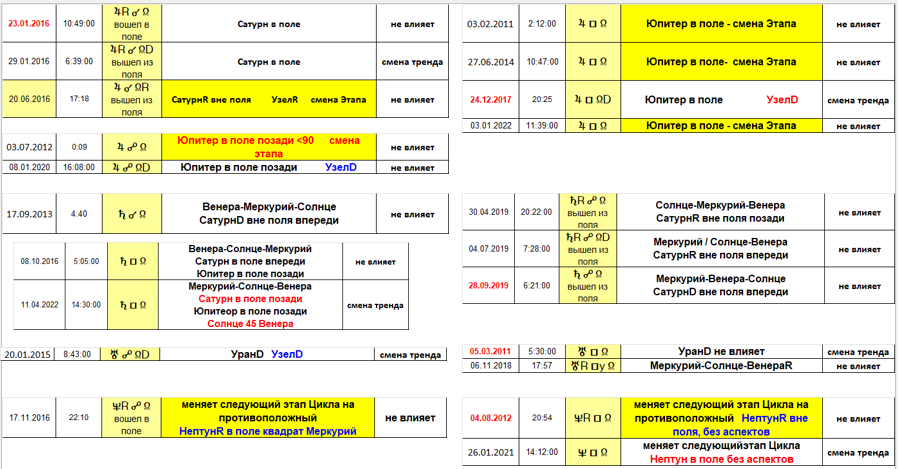 23.01.2016 10:49:00 ♃R ☌ ☊ вошел в поле Сатурн в поле не влияет
29.01.2016 6:39:00 ♃R ☌ ☊D вышел из поля Сатурн в поле смена тренда
20.06.2016 17:18 ♃ ☌ ☊R вышел из поля СатурнR вне поля УзелR смена Этапа не влияет
03.07.2012 0:09 ♃ ☍ ☊ Юпитер в поле позади <90 смена этапа не влияет
08.01.2020 16:08:00 ♃ ☍ ☊D Юпитер в поле позади УзелD не влияет
17.09.2013 4:40 ♄ ☌ ☊ Венера-Меркурий-Солнце
СатурнD вне поля впереди не влияет
08.10.2016 5:05:00 ♄ □ ☊ Венера-Солнце-Меркурий
Сатурн в поле впереди
Юпитер в поле позади не влияет
11.04.2022 14:30:00 ♄ □ ☊ Меркурий-Солнце-Венера
Сатурн в поле позади
Юпитеор в поле позади
Солнце 45 Венера смена тренда
20.01.2015 8:43:00 ♅ ☍ ☊D УранD УзелD смена тренда
17.11.2016 22:10 ♆R ☍ ☊ вошел в поле меняет следующий этап Цикла на
противоположный
НептунR в поле квадрат Меркурий не влияет
03.02.2011 2:12:00 ♃ □ ☊ Юпитер в поле - смена Этапа не влияет
27.06.2014 10:47:00 ♃ □ ☊ Юпитер в поле- смена Этапа не влияет
24.12.2017 20:25 ♃ □ ☊D Юпитер в поле УзелD смена тренда
03.01.2022 11:39:00 ♃ □ ☊ Юпитер в поле - смена Этапа не влияет
30.04.2019 20:22:00 ♄R ☍ ☊ вышел из поля Солнце-Меркурий-Венера
СатурнR вне поля позади не влияет
04.07.2019 7:28:00 ♄R ☍ ☊D вышел из поля Меркурий / Солнце-Венера
СатурнR вне поля впереди не влияет
28.09.2019 6:21:00 ♄ ☍ ☊ вышел из поля Меркурий-Венера-Солнце
СатурнD вне поля впереди не влияет
05.03.2011 5:30:00 ♅ □ ☊ УранD не влияет смена тренда
06.11.2018 17:57 ♅R □у ☊ Меркурий-Солнце-ВенераR не влияет
04.08.2012 20:54 ♆R □ ☊ меняет следующий этап Цикла на
противоположный НептунR вне
поля, без аспектов не влияет
26.01.2021 14:12:00 ♆ □ ☊ меняет следующийэтап Цикла
Нептун в поле без аспектов не влияет